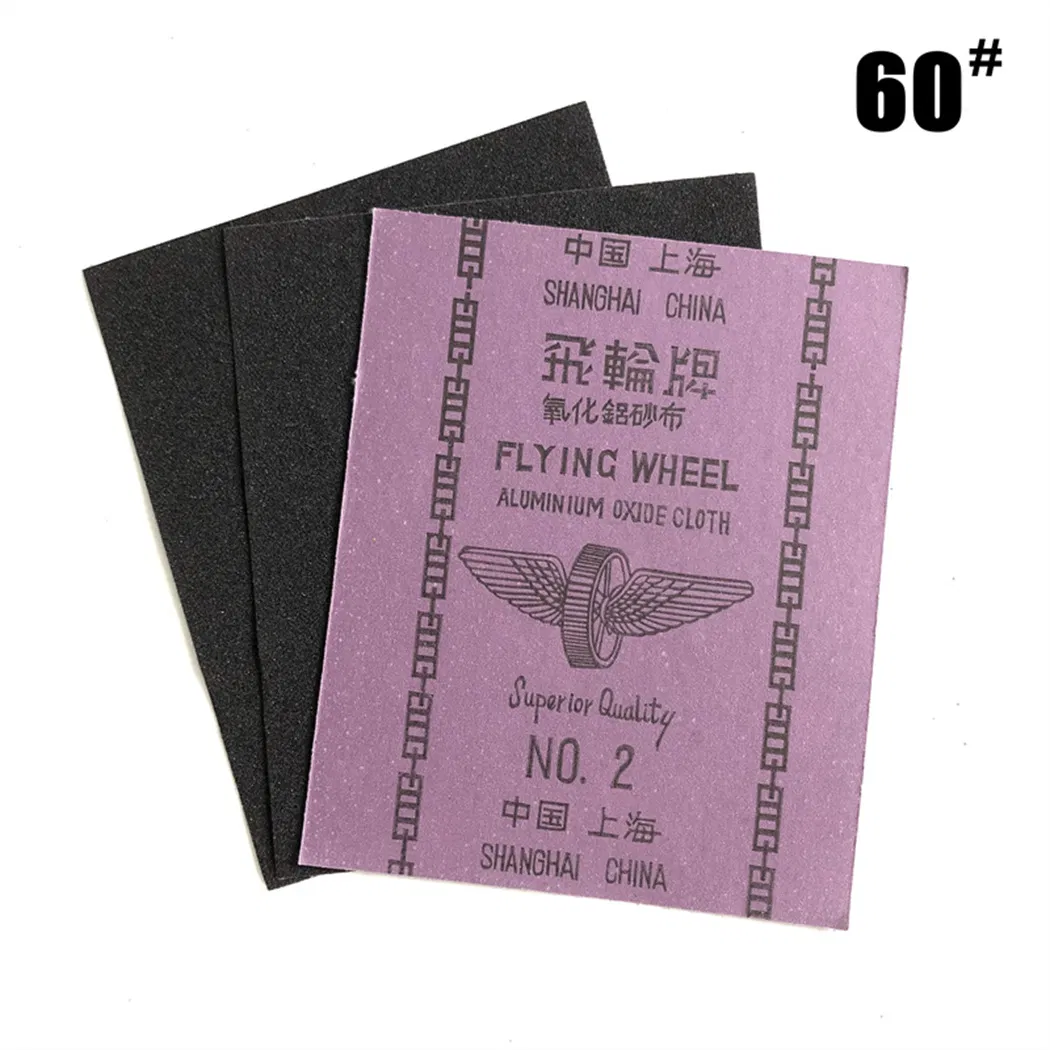 60#
中国 上海
SHANGHAI CHINA
飛輪牌
氧化鋁砂布
FLYING WHEEL
ALUMINIUM OXIDE CLOTH
Superior Quality
NO. 2
中国 上海
SHANGHAI CHINA